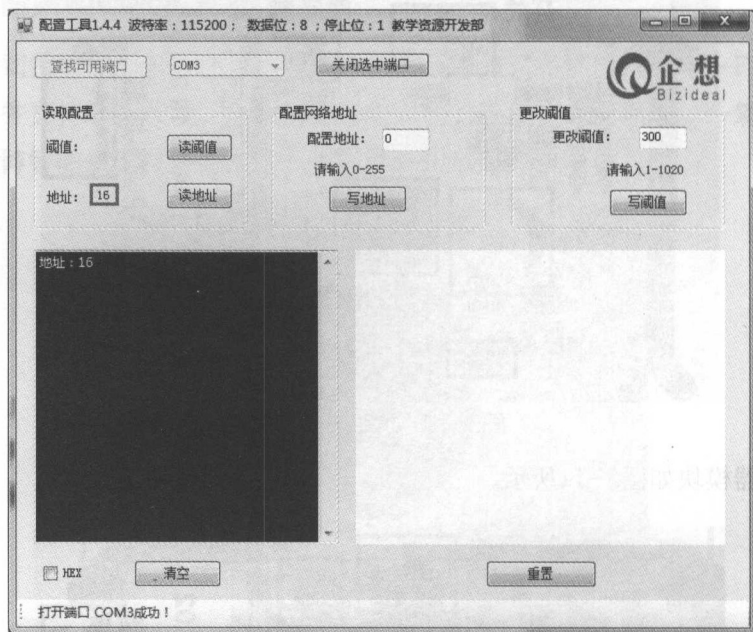 配置工具1.4.4 波特率：115200； 数据位：8 ；停止位：1 教学资源开发部
查找可用端口 COM3 关闭选中端口
企想
Bizideal
读取配置 配置网络地址 更改阈值
阈值： 读阈值 配置地址： 0 更改阈值： 300
请输入0-255 请输入1-1020
地址： 16 读地址 写地址 写阈值
地址：16
HEX 清空 重置
打开端口 COM3成功！